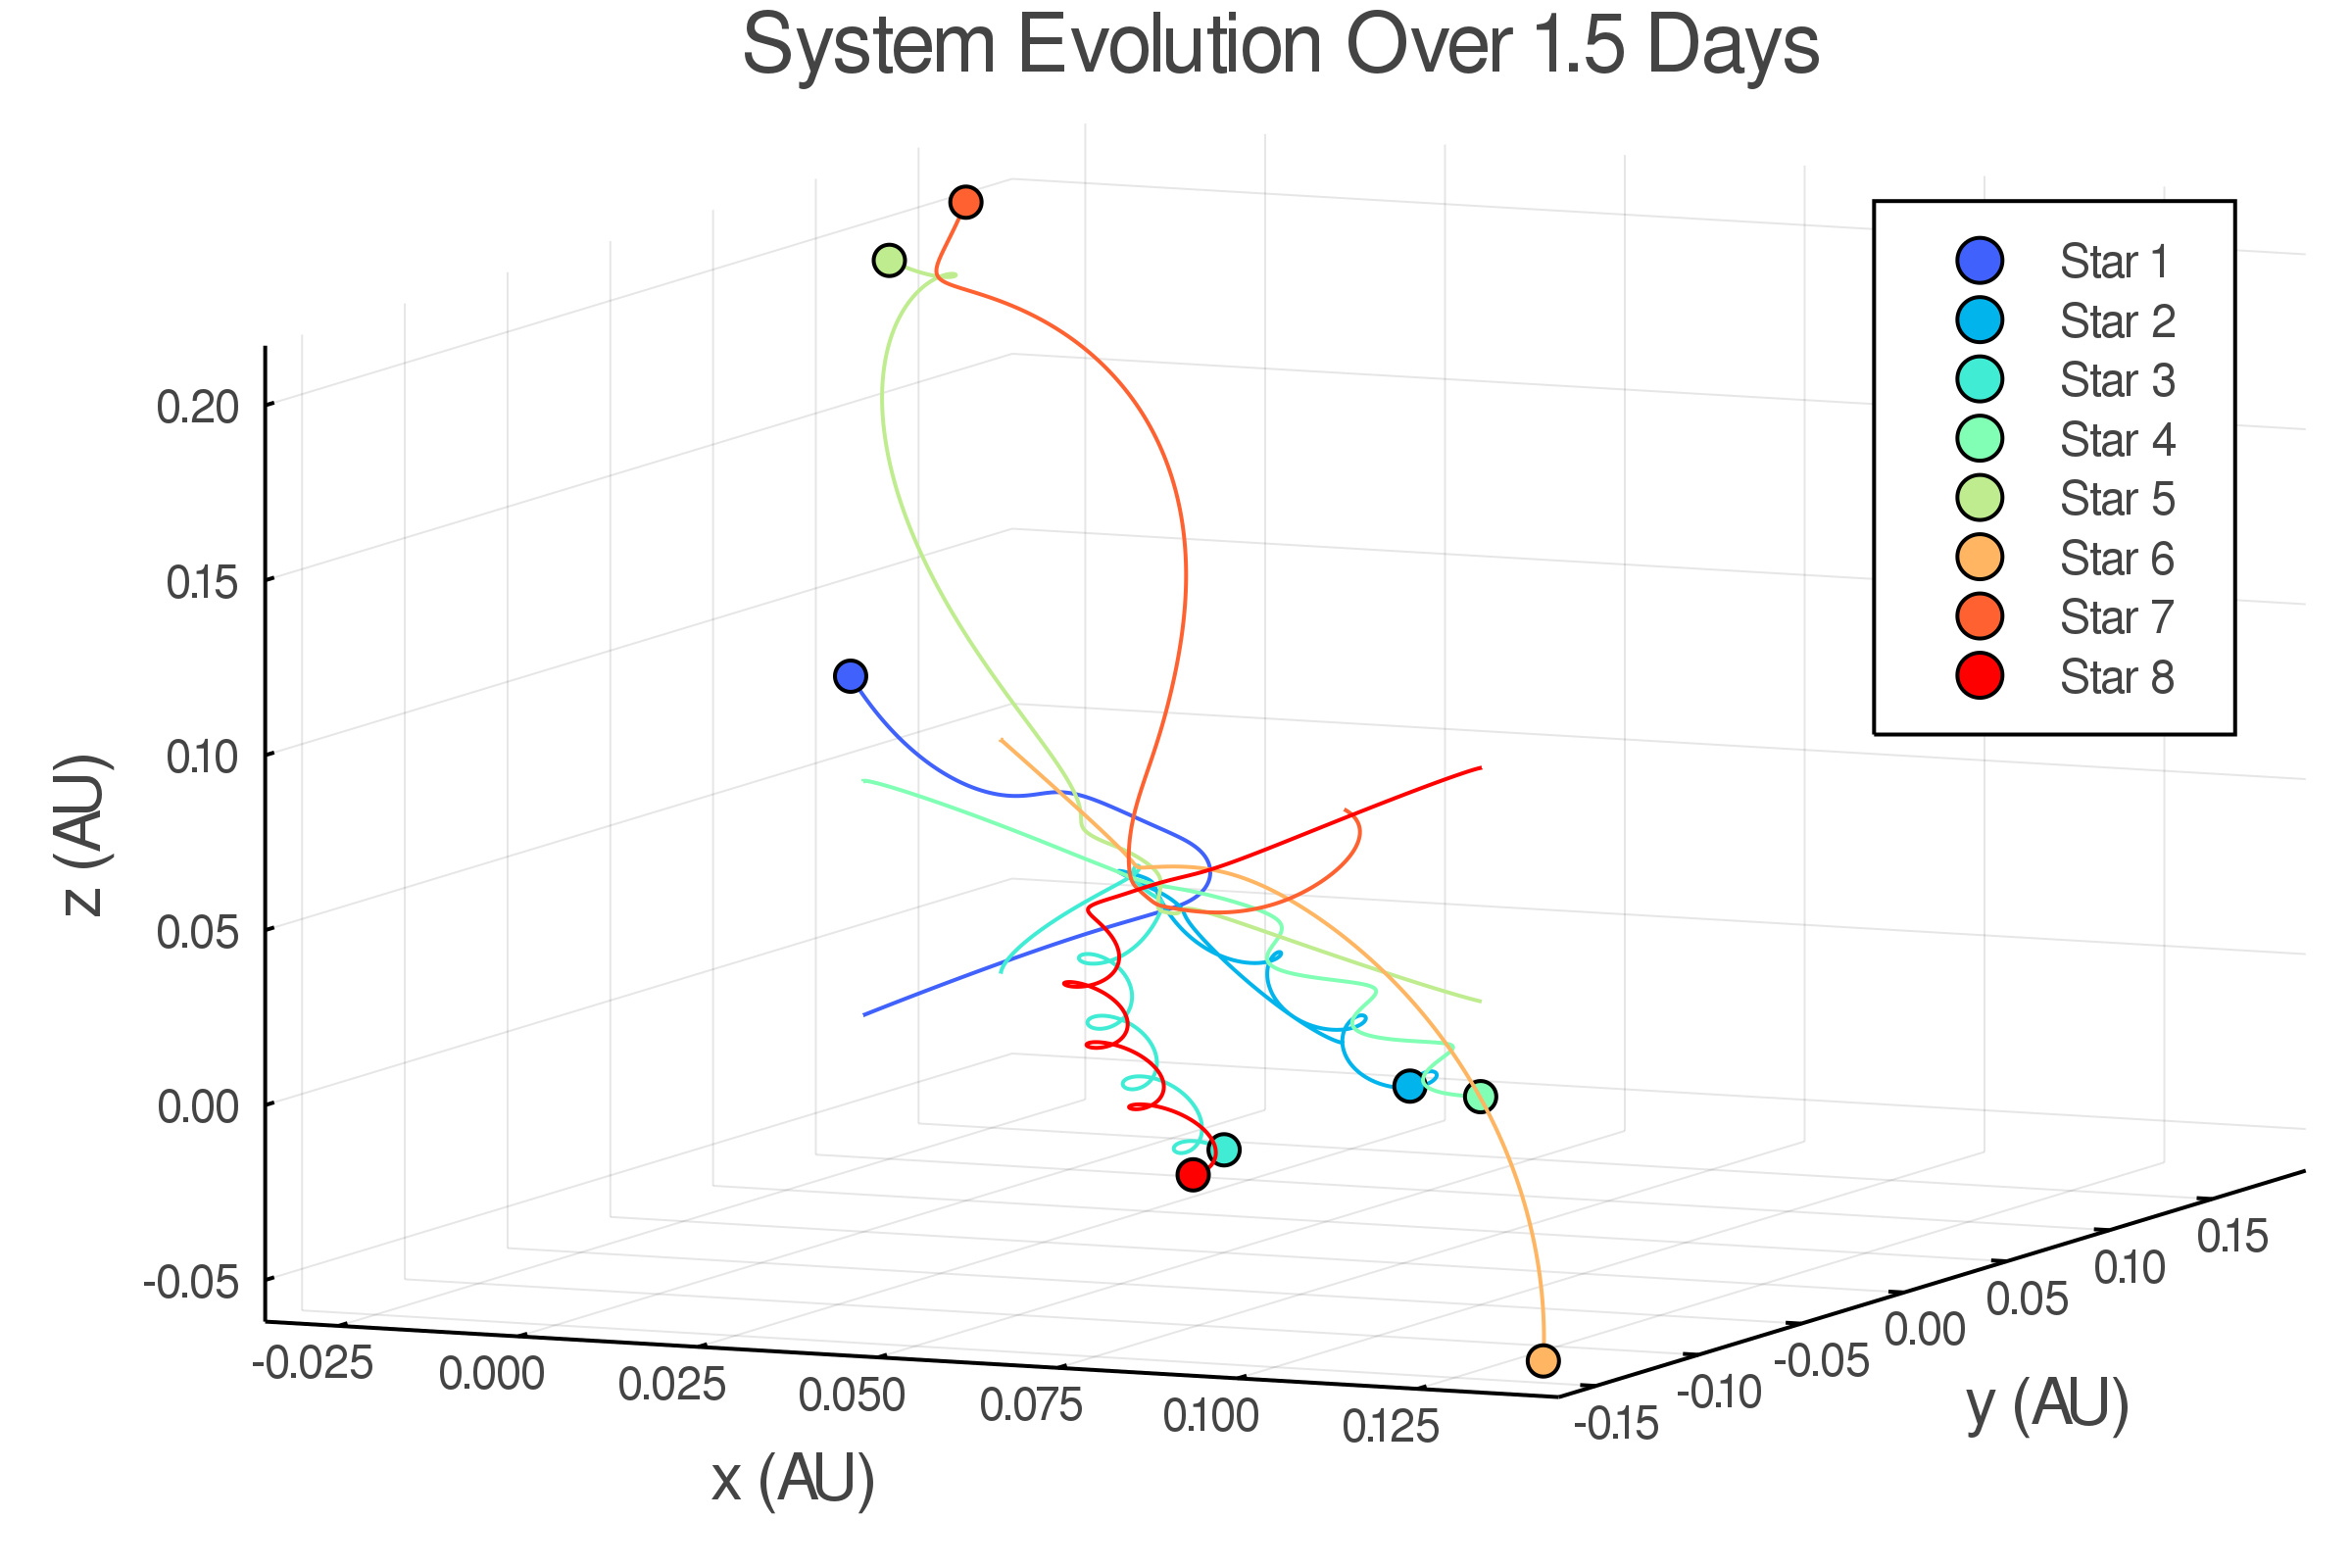 System Evolution Over 1.5 Days
Star 1
Star 2
Star 3
Star 4
Star 5
Star 6
Star 7
Star 8
z (AU)
0.20
0.15
0.10
0.05
0.00
-0.05
-0.025
0.000
0.025
0.050
0.075
0.100
0.125
x (AU)
-0.15
-0.10
-0.05
0.00
0.05
0.10
0.15
y (AU)